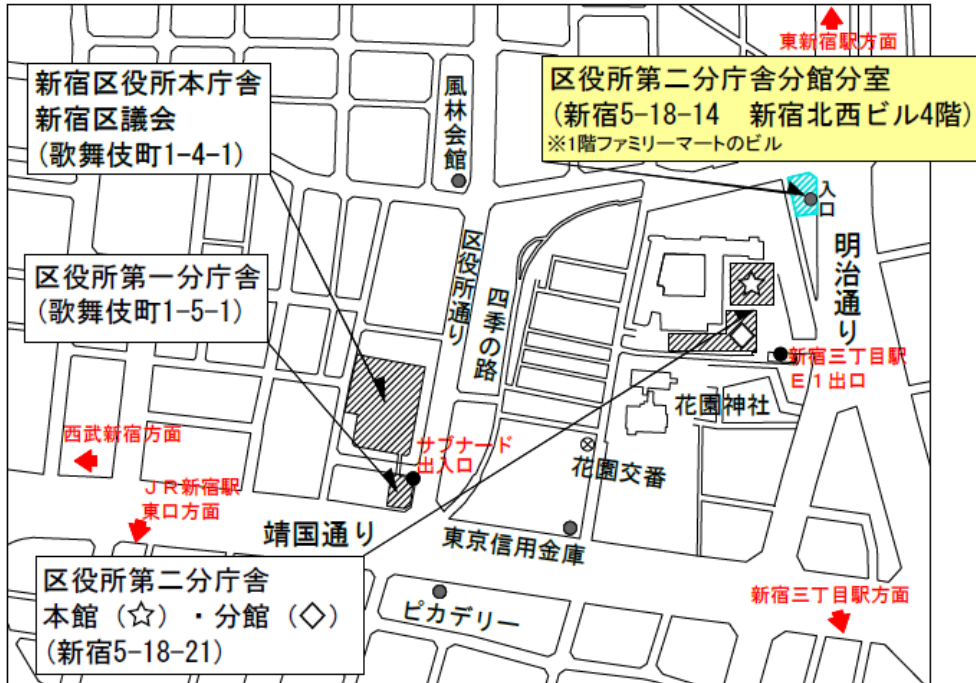 東新宿駅方面
新宿区役所本庁舎
新宿区議会
(歌舞伎町1-4-1)
風林会館
区役所第二分庁舎分館分室
(新宿5-18-14 新宿北西ビル4階)
※1階ファミリーマートのビル
入口
明治通り
区役所通り
四季の路
区役所第一分庁舎
(歌舞伎町1-5-1)
新宿三丁目駅
E1出口
花園神社
西武新宿方面
サブナード
出入口
花園交番
JR新宿駅
東口方面
靖国通り
東京信用金庫
区役所第二分庁舎
本館(☆)・分館(◇)
(新宿5-18-21)
ピカデリー
新宿三丁目駅方面